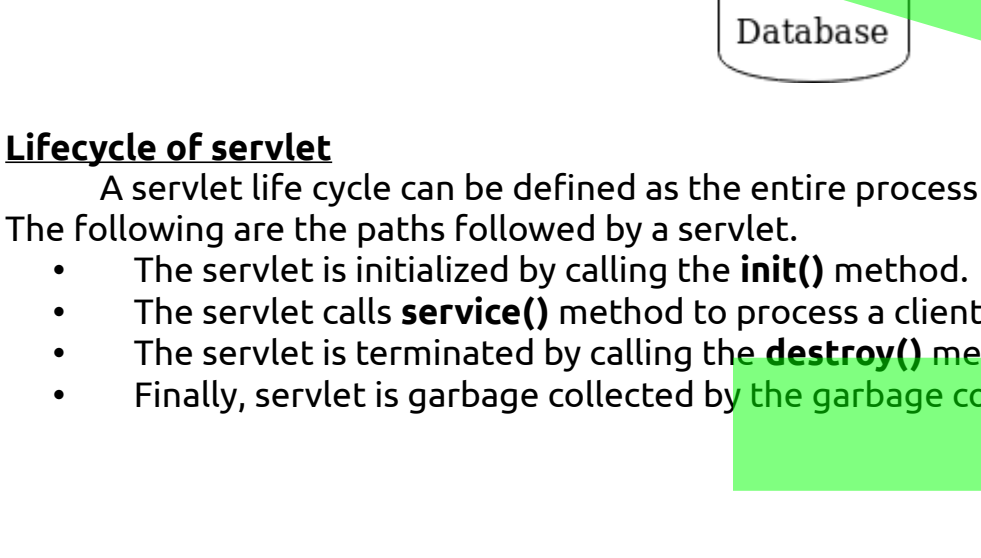 Database
Lifecycle of servlet
A servlet life cycle can be defined as the entire process
The following are the paths followed by a servlet.
• The servlet is initialized by calling the init() method.
• The servlet calls service() method to process a client
• The servlet is terminated by calling the destroy()
• Finally, servlet is garbage collected by the garbage